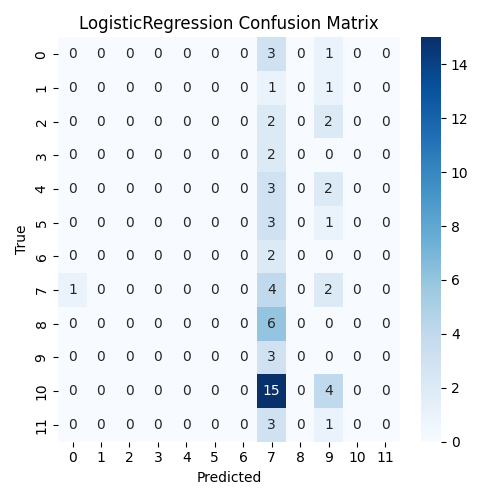 LogisticRegression Confusion Matrix
0 0 0 0 0 0 0 0 3 0 1 0 0
1 0 0 0 0 0 0 0 1 0 1 0 0
2 0 0 0 0 0 0 0 2 0 2 0 0
3 0 0 0 0 0 0 0 2 0 0 0 0
4 0 0 0 0 0 0 0 3 0 2 0 0
5 0 0 0 0 0 0 0 3 0 1 0 0
6 0 0 0 0 0 0 0 2 0 0 0 0
7 1 0 0 0 0 0 0 4 0 2 0 0
8 0 0 0 0 0 0 0 6 0 0 0 0
9 0 0 0 0 0 0 0 3 0 0 0 0
10 0 0 0 0 0 0 0 15 0 4 0 0
11 0 0 0 0 0 0 0 3 0 1 0 0
0 1 2 3 4 5 6 7 8 9 10 11
True
Predicted
14
12
10
8
6
4
2
0